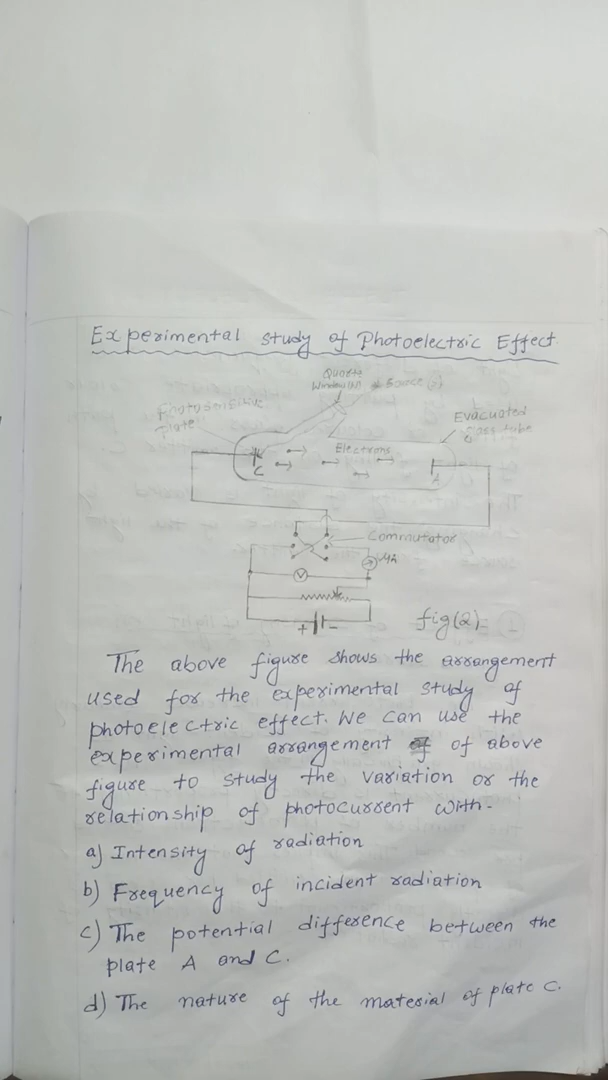 Experimental study of Photoelectric Effect
Quartz
Window(W)
Source (S)
Photosensitive
Plate
Evacuated
Glass tube
Electrons
C
A
Commutator
μA
V
+ -
fig(2)
The above figure shows the arrangement
used for the experimental study of
photoelectric effect. We can use the
experimental arrangement of above
figure to study the variation or the
relationship of photocurrent with-
a) Intensity of radiation
b) Frequency of incident radiation
c) The potential difference between the
plate A and C.
d) The nature of the material of plate C.